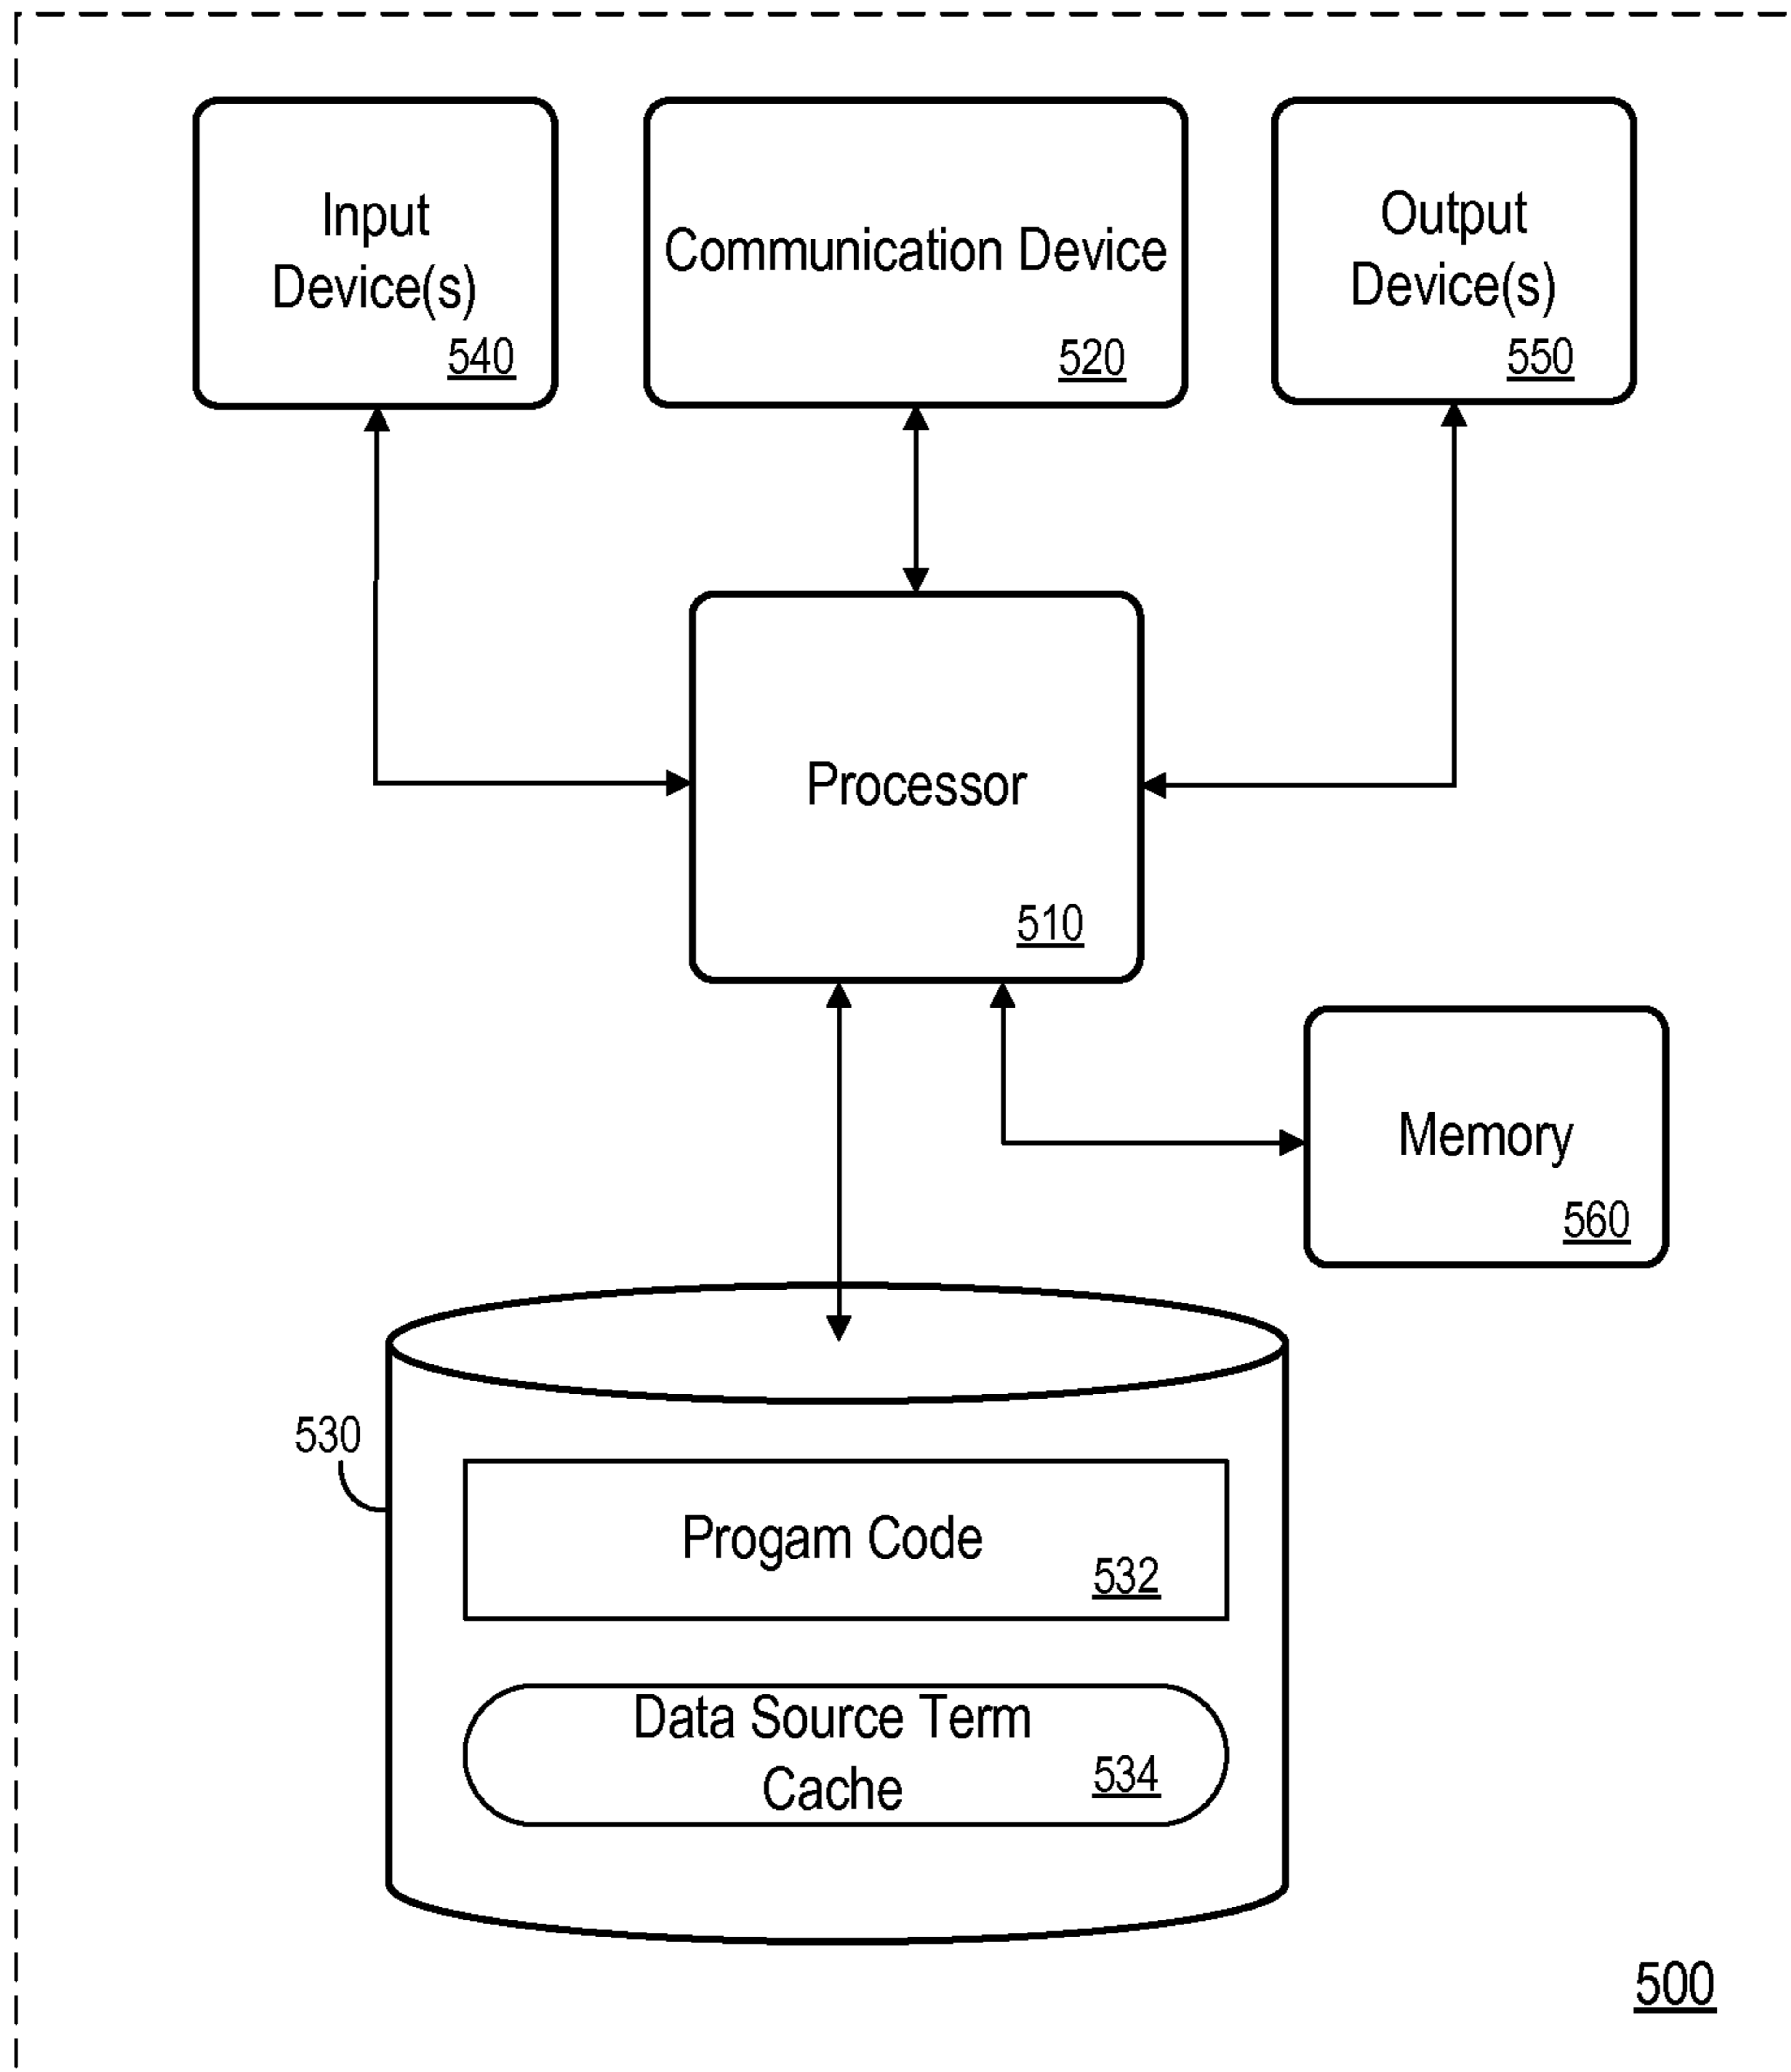 Input
Device(s)
540
Communication Device
520
Output
Device(s)
550
Processor
510
Memory
560
530
Progam Code
532
Data Source Term
Cache
534
500